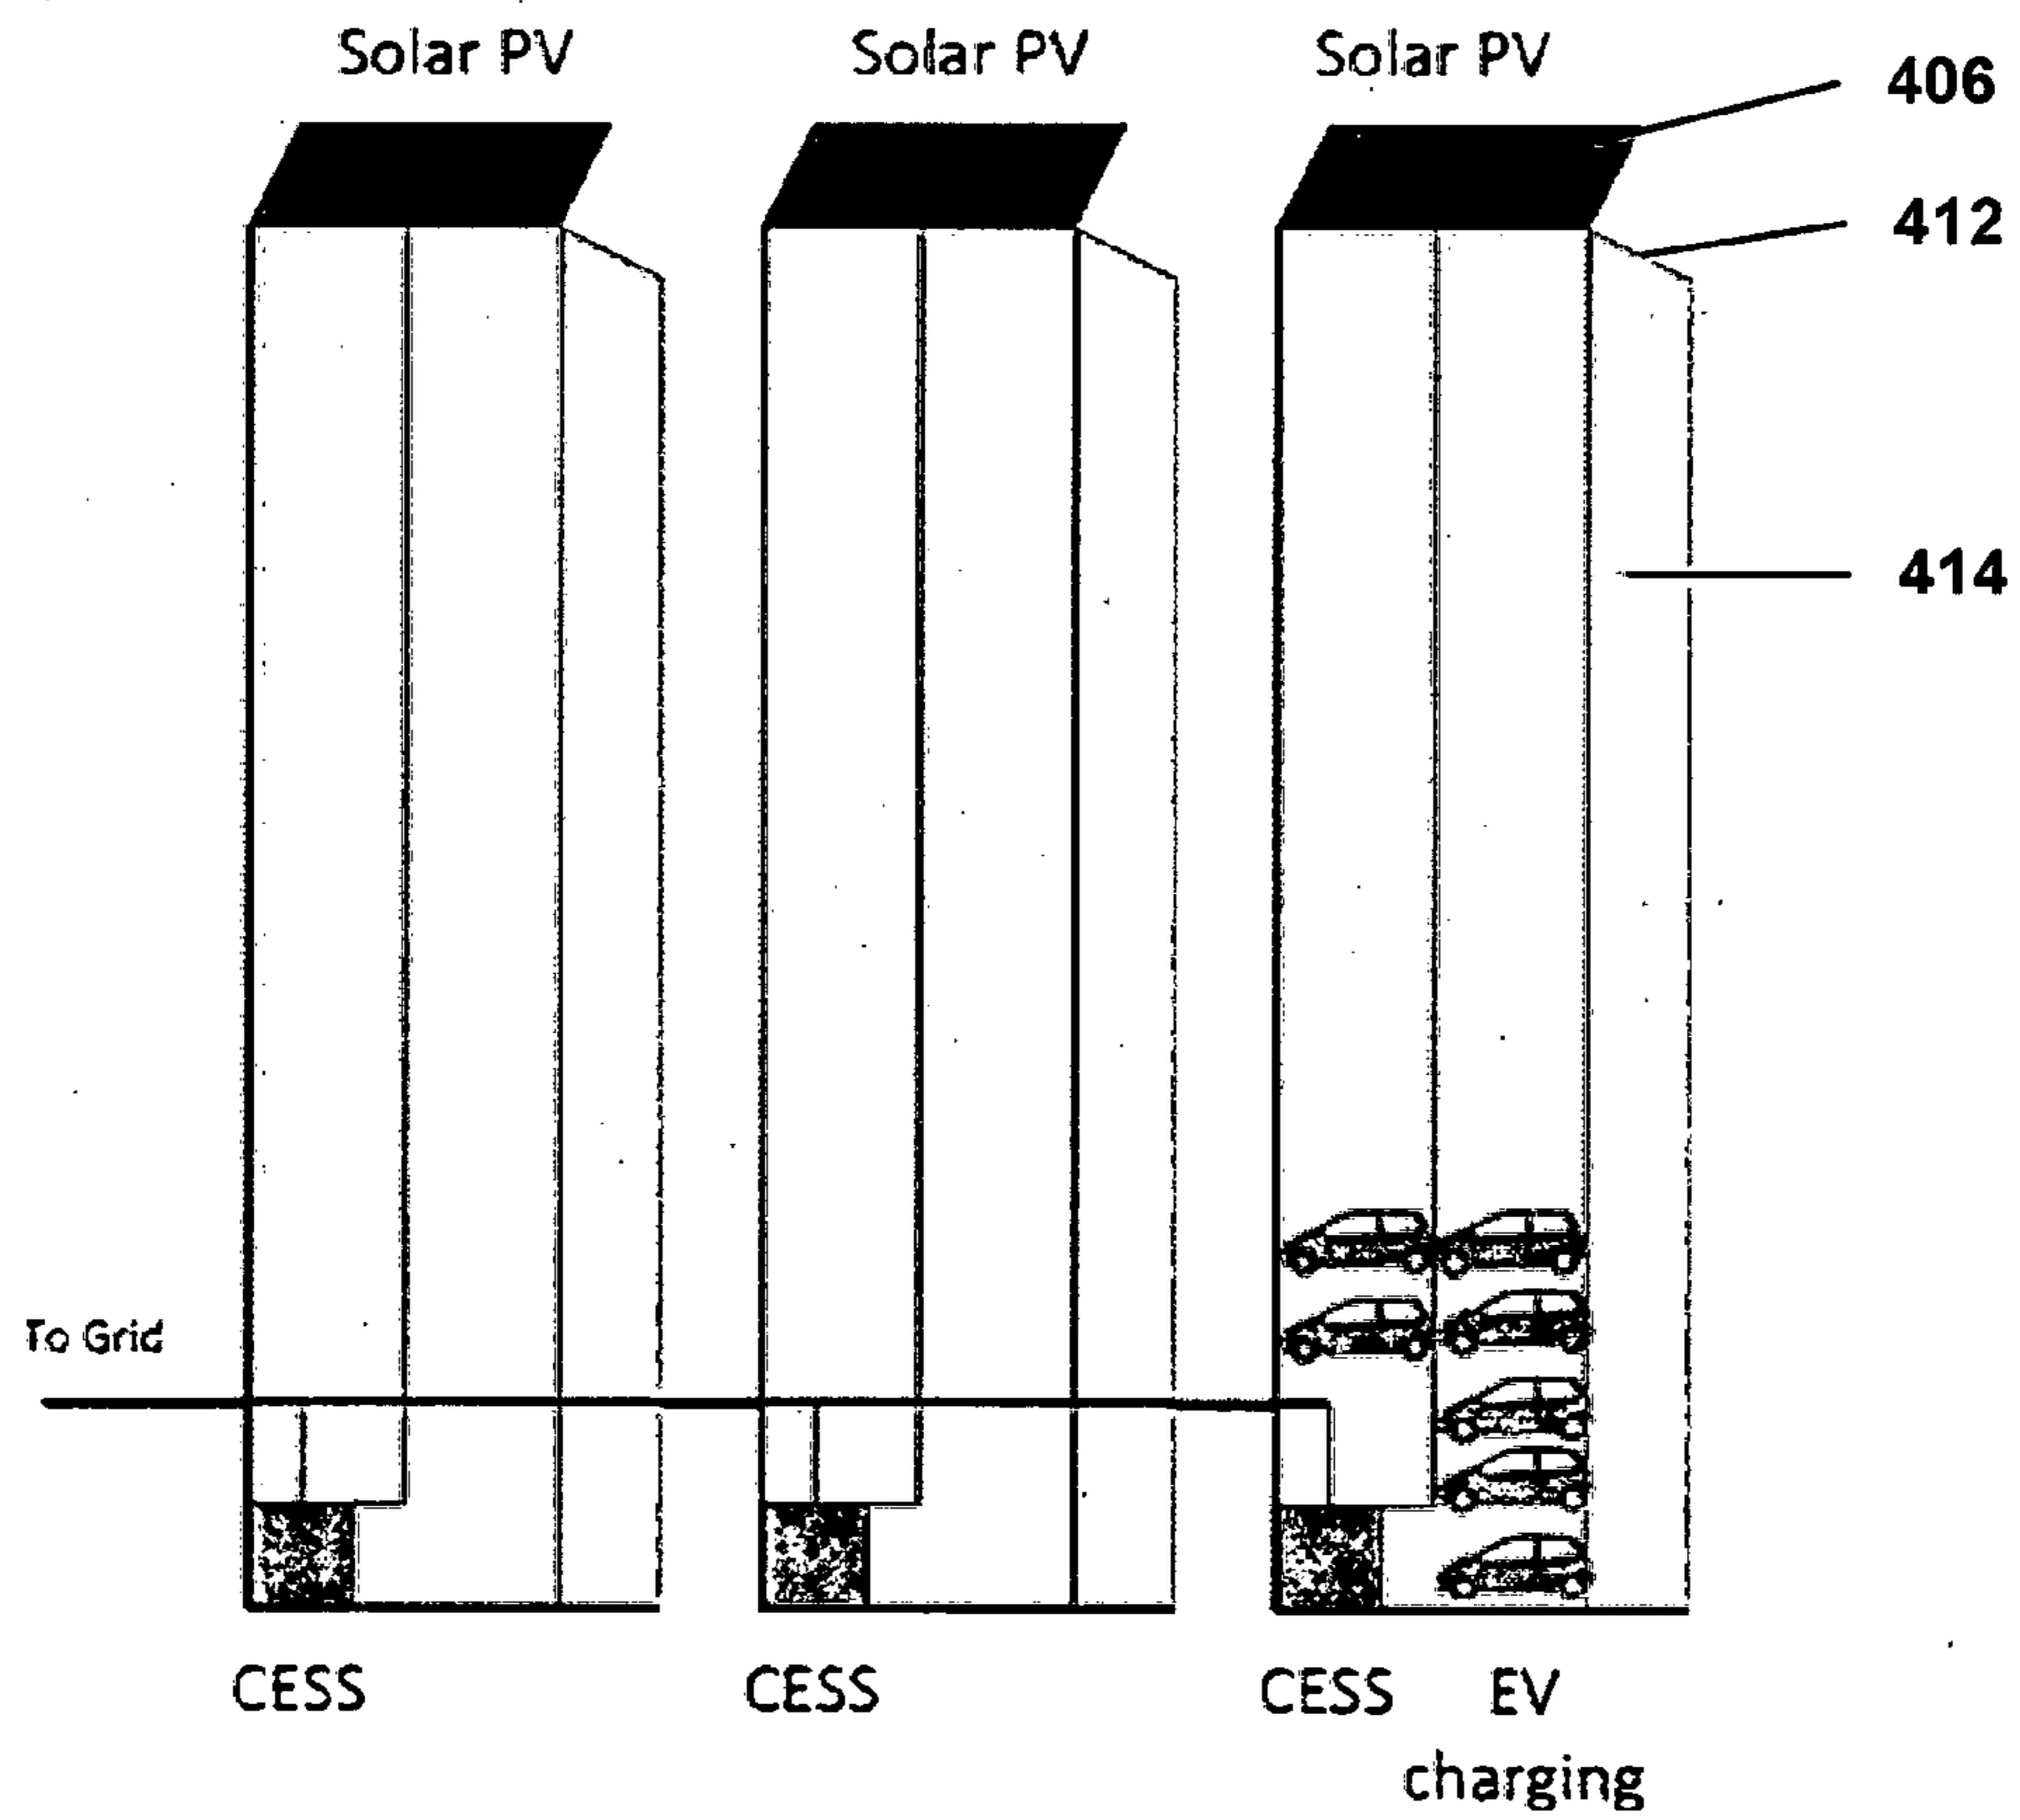 Solar PV Solar PV Solar PV
406
412
414
To Grid
CESS CESS CESS EV
charging